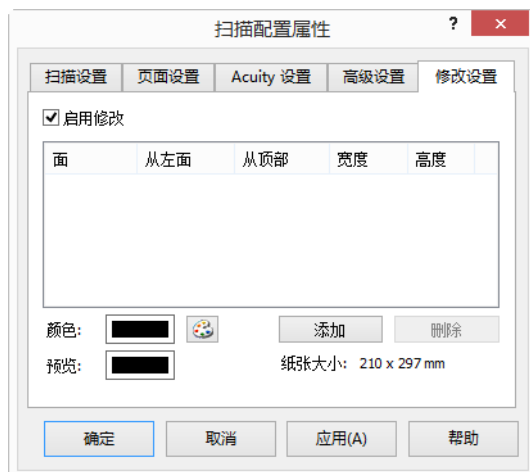 扫描配置属性 ?
扫描设置 页面设置 Acuity 设置 高级设置 修改设置
启用修改
面 从左面 从顶部 宽度 高度
颜色: 添加 删除
预览: 纸张大小: 210 x 297 mm
确定 取消 应用(A) 帮助